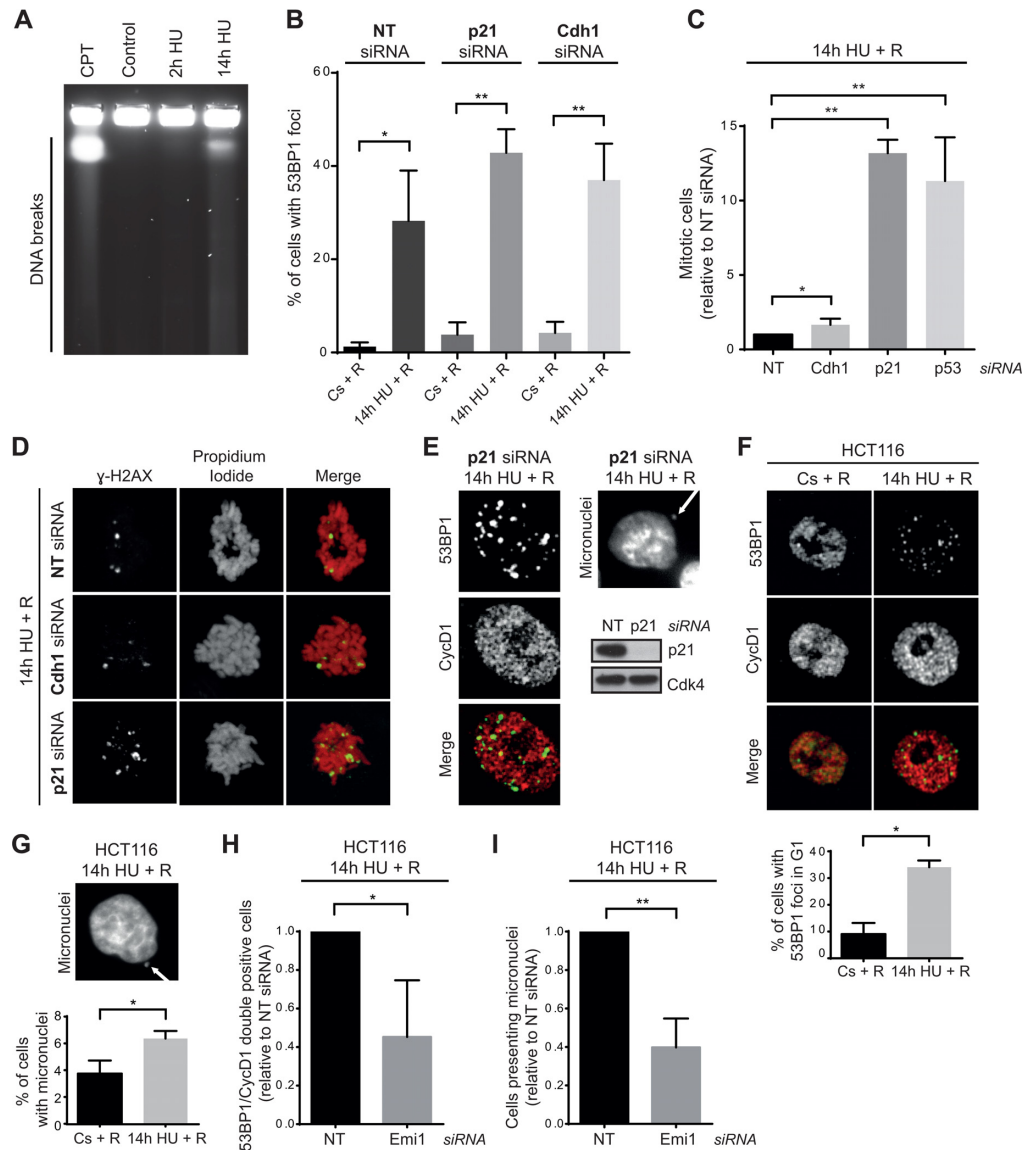 A
CPT
Control
2h HU
14h HU
DNA breaks
B
NT siRNA
p21 siRNA
Cdh1 siRNA
% of cells with 53BP1 foci
60
40
20
0
*
**
**
Cs + R
14h HU + R
Cs + R
14h HU + R
Cs + R
14h HU + R
C
14h HU + R
**
**
*
Mitotic cells
(relative to NT siRNA)
15
10
5
0
NT Cdh1 p21 p53 siRNA
D
ɣ-H2AX
Propidium
Iodide
Merge
14h HU + R
NT siRNA
Cdh1 siRNA
p21 siRNA
E
p21 siRNA
14h HU + R
53BP1
CycD1
Merge
p21 siRNA
14h HU + R
Micronuclei
NT p21 siRNA
p21
Cdk4
F
HCT116
Cs + R
14h HU + R
53BP1
CycD1
Merge
*
% of cells with
53BP1 foci in G1
40
30
20
10
0
Cs + R 14h HU + R
G
HCT116
14h HU + R
Micronuclei
*
% of cells
with micronuclei
8
6
4
2
0
Cs + R 14h HU + R
H
HCT116
14h HU + R
*
53BP1/CycD1 double positive cells
(relative to NT siRNA)
1.0
0.8
0.6
0.4
0.2
0.0
NT Emi1 siRNA
I
HCT116
14h HU + R
**
Cells presenting micronuclei
(relative to NT siRNA)
1.0
0.8
0.6
0.4
0.2
0.0
NT Emi1 siRNA